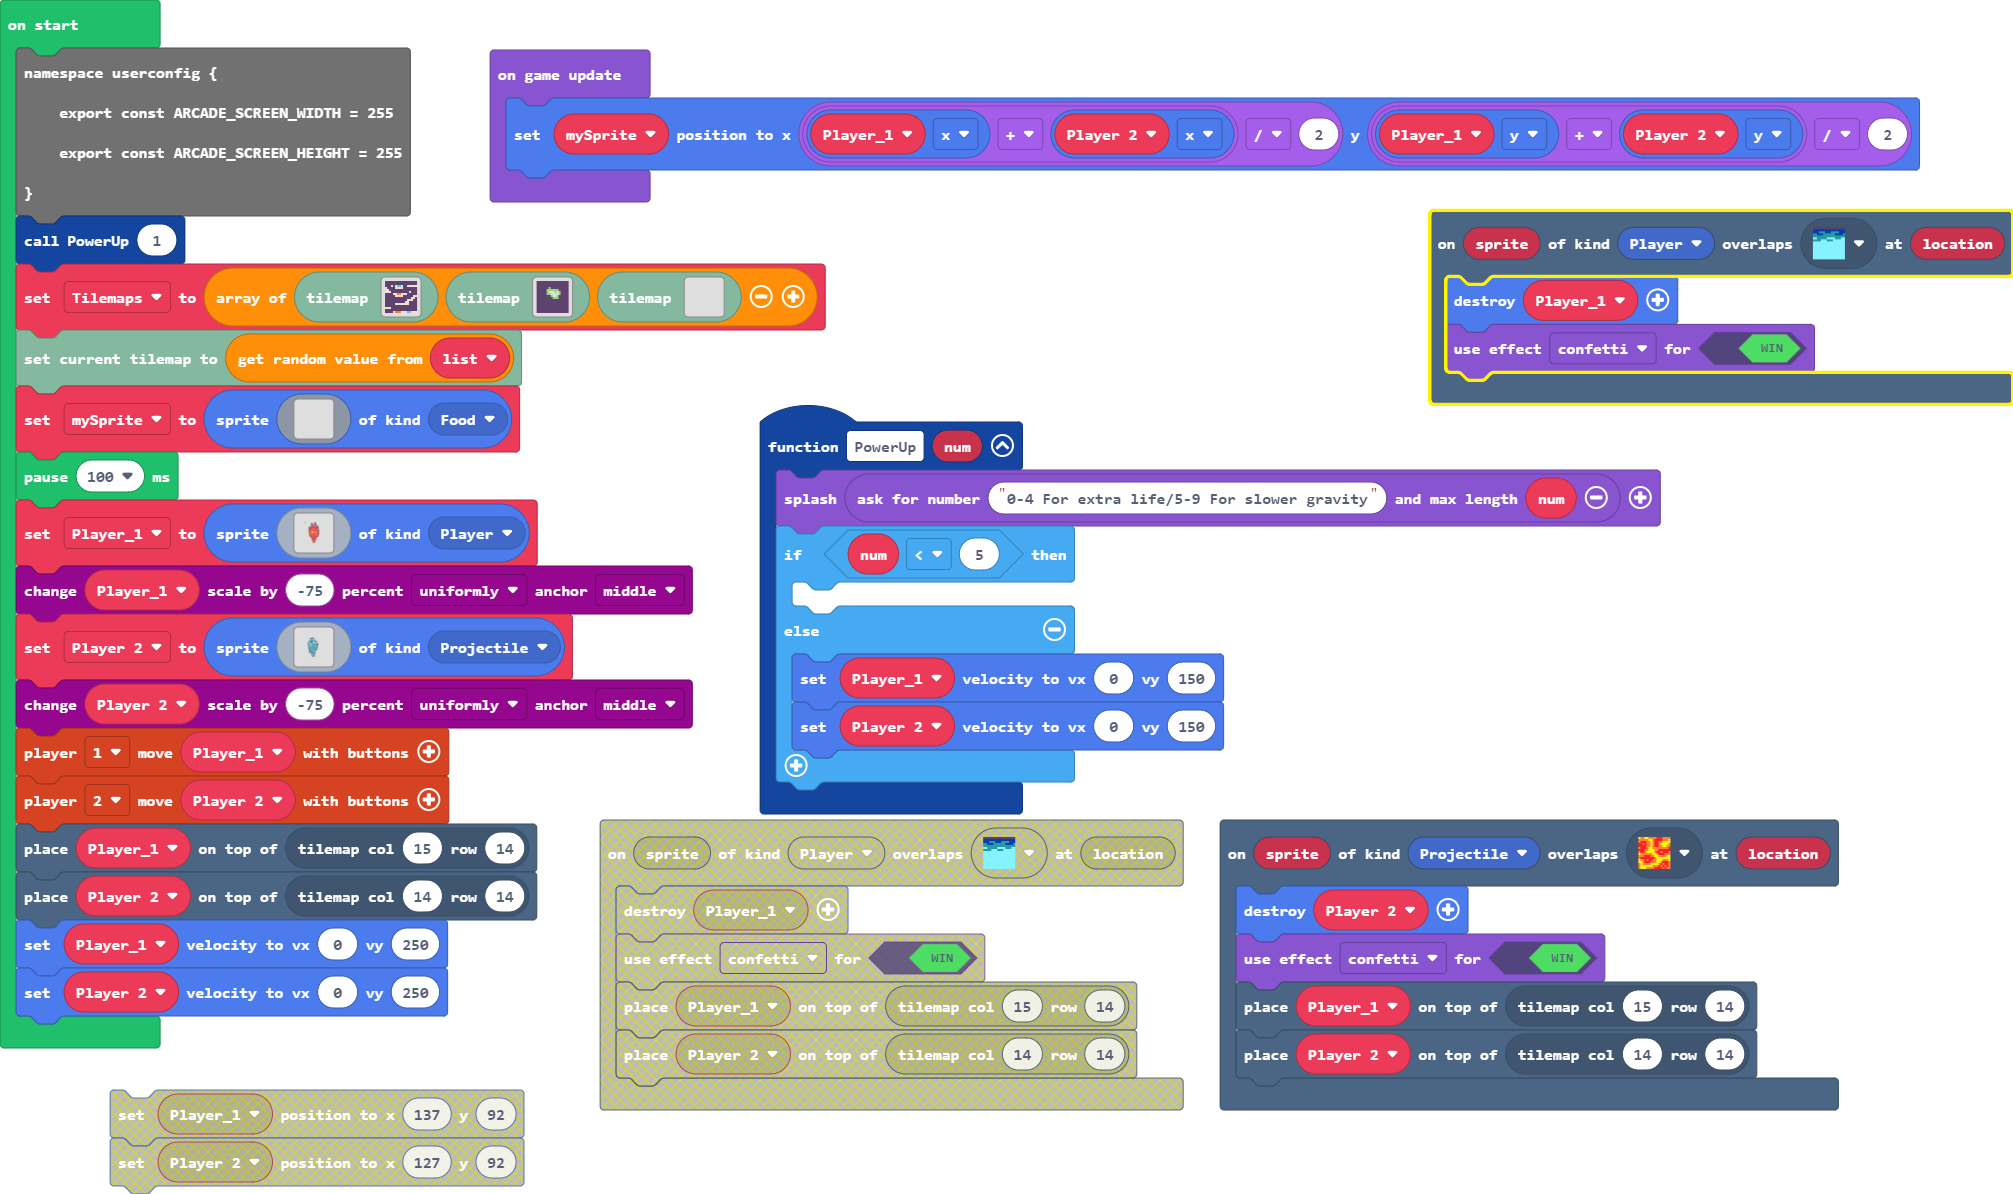 on start
namespace userconfig {
export const ARCADE_SCREEN_WIDTH = 255
export const ARCADE_SCREEN_HEIGHT = 255
}
call PowerUp 1
set Tilemaps to array of tilemap tilemap tilemap
set current tilemap to get random value from list
set mySprite to sprite of kind Food
pause 100 ms
set Player_1 to sprite of kind Player
change Player_1 scale by -75 percent uniformly anchor middle
set Player 2 to sprite of kind Projectile
change Player 2 scale by -75 percent uniformly anchor middle
player 1 move Player_1 with buttons
player 2 move Player 2 with buttons
place Player_1 on top of tilemap col 15 row 14
place Player 2 on top of tilemap col 14 row 14
set Player_1 velocity to vx 0 vy 250
set Player 2 velocity to vx 0 vy 250
on game update
set mySprite position to x Player_1 x + Player 2 x / 2 y Player_1 y + Player 2 y / 2
on sprite of kind Player overlaps at location
destroy Player_1
use effect confetti for WIN
function PowerUp num
splash ask for number "0-4 For extra life/5-9 For slower gravity" and max length num
if num < 5 then
else
set Player_1 velocity to vx 0 vy 150
set Player 2 velocity to vx 0 vy 150
on sprite of kind Player overlaps at location
destroy Player_1
use effect confetti for WIN
place Player_1 on top of tilemap col 15 row 14
place Player 2 on top of tilemap col 14 row 14
on sprite of kind Projectile overlaps at location
destroy Player 2
use effect confetti for WIN
place Player_1 on top of tilemap col 15 row 14
place Player 2 on top of tilemap col 14 row 14
set Player_1 position to x 137 y 92
set Player 2 position to x 127 y 92